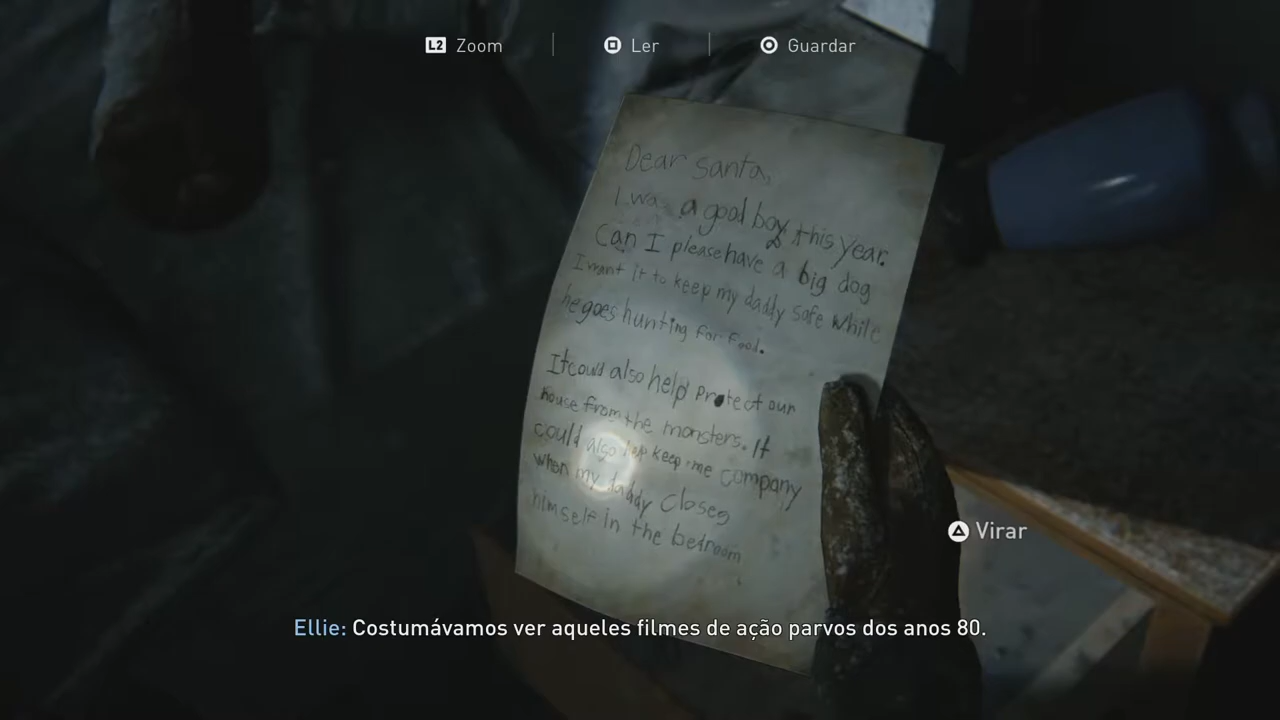 L2 Zoom
Ler
Guardar
Dear Santa,
I was a good boy this year.
Can I please have a big dog
I want it to keep my daddy safe while
he goes hunting for food.
It coud also help protect our
house from the monsters. It
could also help keep me company
when my daddy closes
himself in the bedroom
Virar
Ellie: Costumávamos ver aqueles filmes de ação parvos dos anos 80.